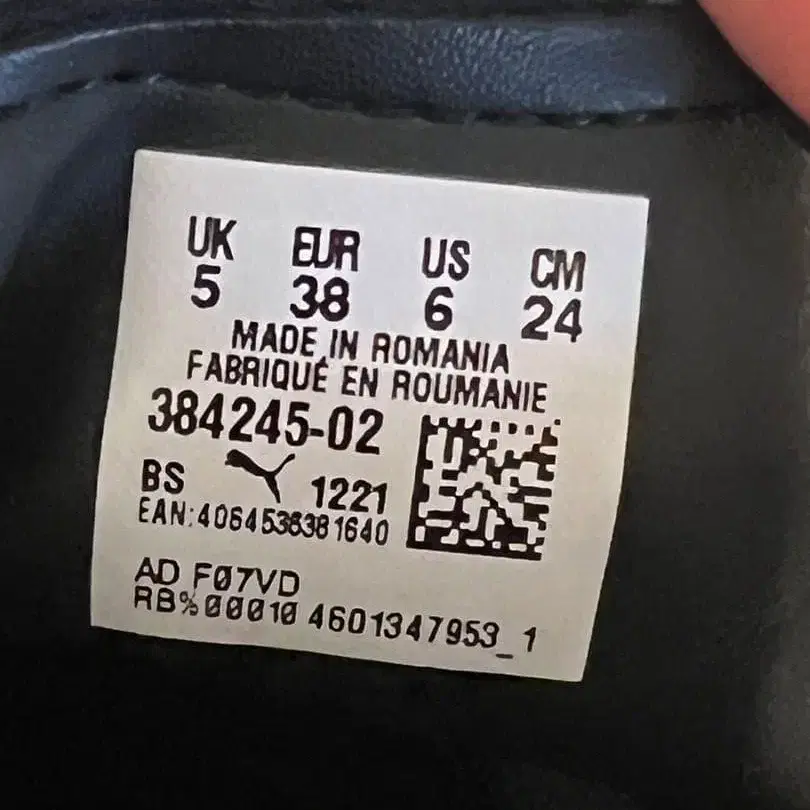 UK EUR US CM
5 38 6 24
MADE IN ROMANIA
FABRIQUÉ EN ROUMANIE
384245-02
BS 1221
EAN:4064536381640
AD F07VD
RB%00010 4601347953_1